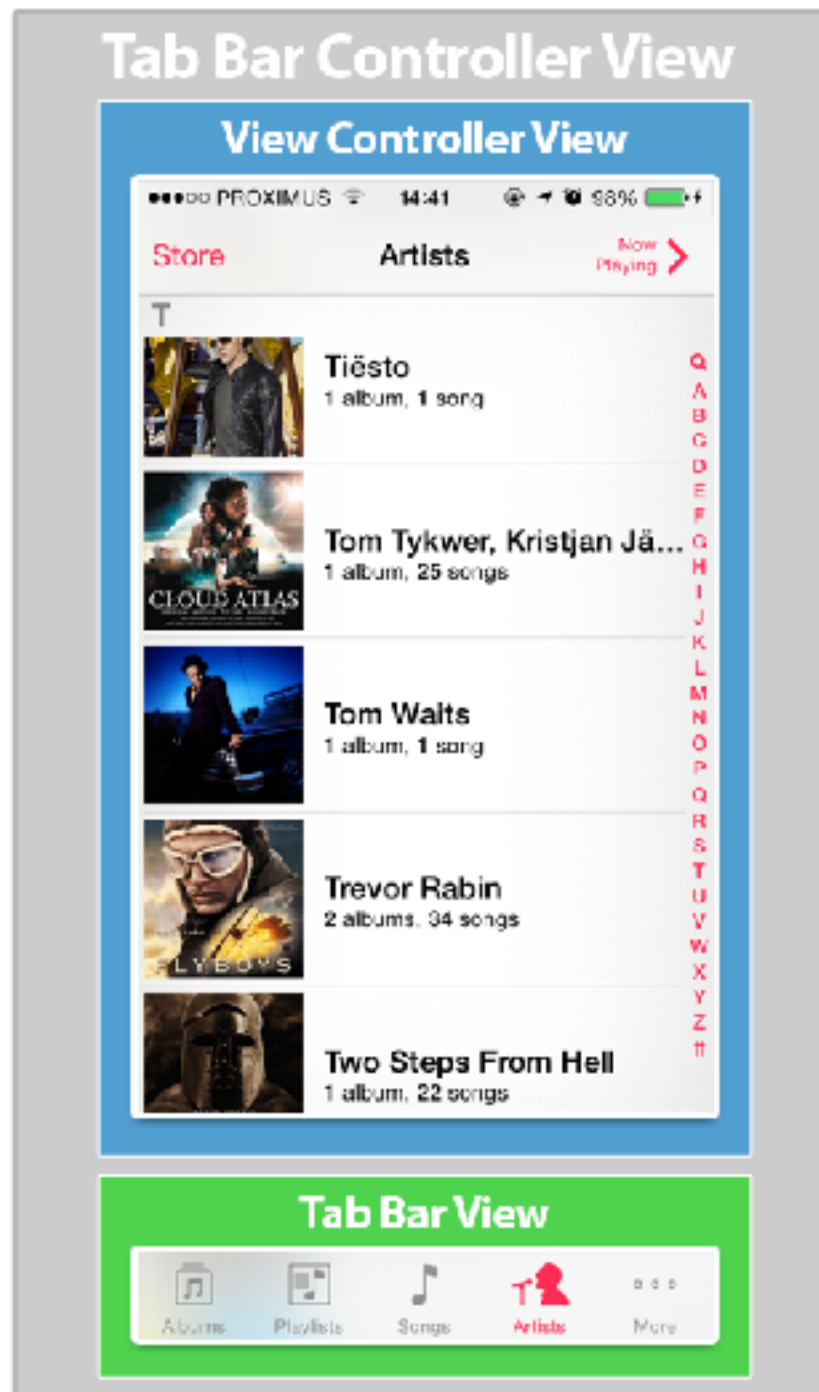 Tab Bar Controller View
View Controller View
PROXIMUS 14:41 98%
Store Artists Now Playing
T
Tiësto
1 album, 1 song
CLOUD ATLAS
Tom Tykwer, Kristjan Jä...
1 album, 25 songs
Tom Waits
1 album, 1 song
Trevor Rabin
2 albums, 34 songs
FLYBOYS
Two Steps From Hell
1 album, 22 songs
A
B
C
D
E
F
G
H
I
J
K
L
M
N
O
P
Q
R
S
T
U
V
W
X
Y
Z
#
Tab Bar View
Albums Playlists Songs Artists More